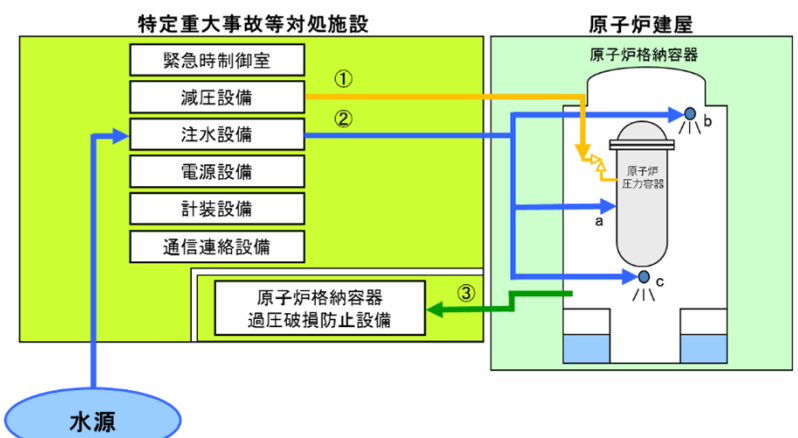 特定重大事故等対処施設
原子炉建屋
緊急時制御室
減圧設備
注水設備
電源設備
計装設備
通信連絡設備
原子炉格納容器
過圧破損防止設備
①
②
③
原子炉格納容器
b
原子炉
圧力容器
a
c
水源